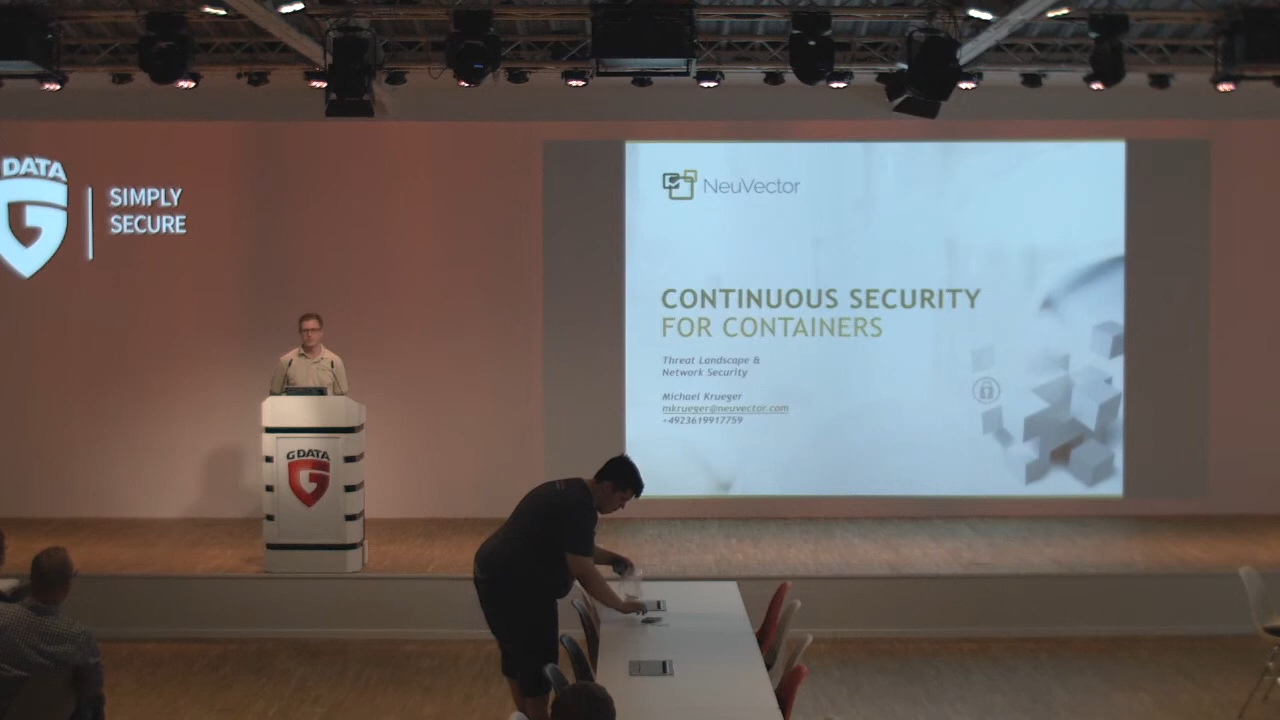 G DATA
SIMPLY
SECURE
NeuVector
CONTINUOUS SECURITY
FOR CONTAINERS
Threat Landscape &
Network Security
Michael Krueger
mkrueger@neuvector.com
+4923619917759
G DATA